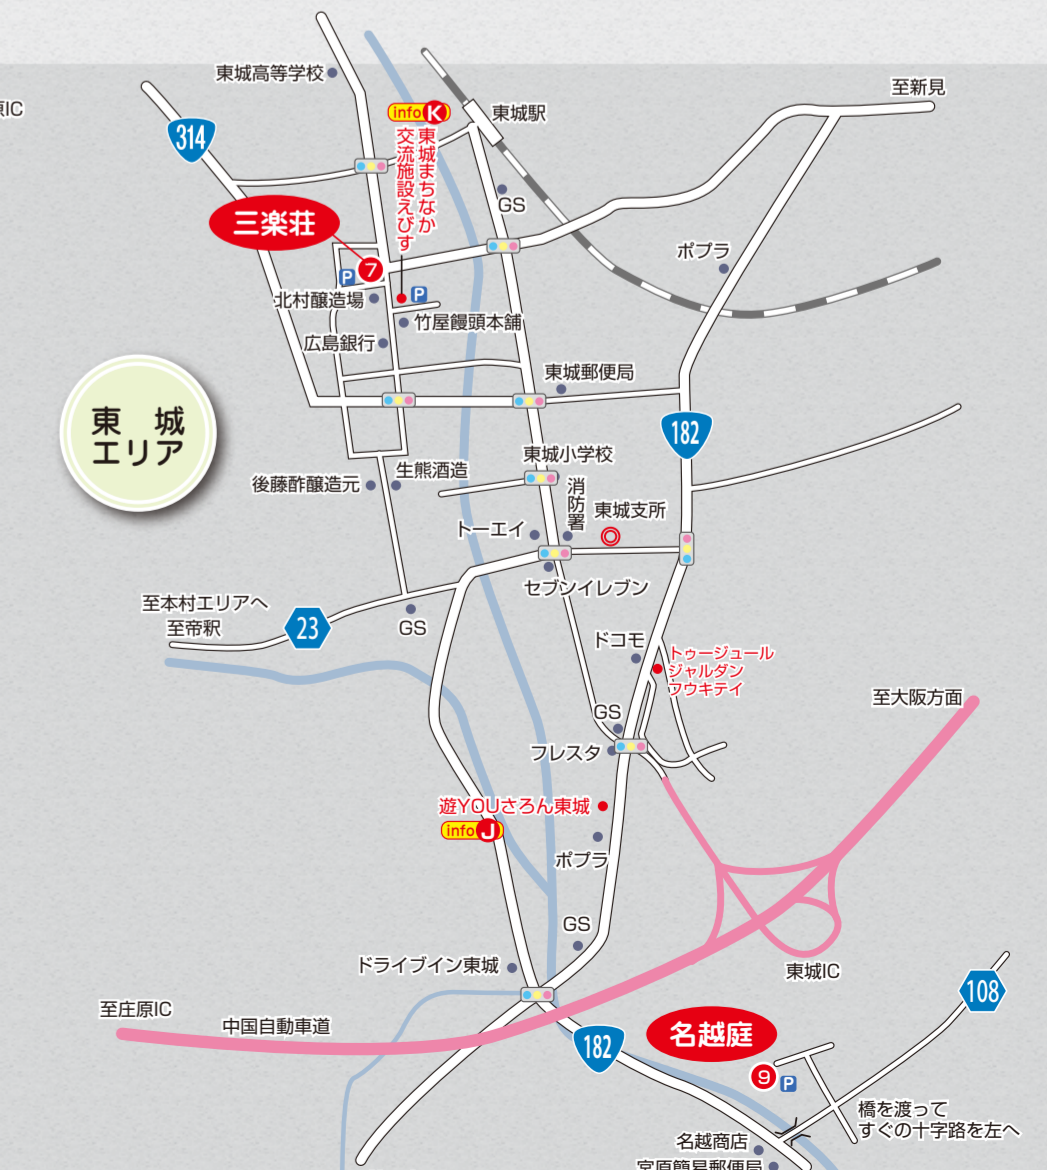 東城高等学校
至新見
原IC
info K
東城駅
314
東城まちなか
交流施設えびす
GS
三楽荘
ポプラ
7
P
P
北村醸造場
竹屋饅頭本舗
広島銀行
東城郵便局
東 城
エリア
182
東城小学校
生熊酒造
後藤酢醸造元
消防署
東城支所
トーエイ
セブンイレブン
至本村エリアへ
至帝釈
23
GS
ドコモ
トゥージュール
ジャルダン
フウキテイ
至大阪方面
GS
フレスタ
遊YOUさろん東城
info J
ポプラ
GS
ドライブイン東城
東城IC
108
至庄原IC
中国自動車道
182
名越庭
9
P
橋を渡って
すぐの十字路を左へ
名越商店
宮原簡易郵便局